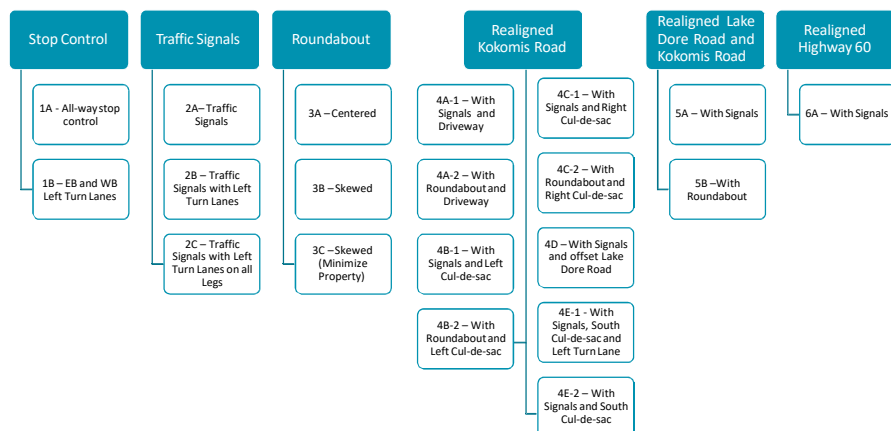 Stop Control
1A - All-way stop
control
1B – EB and WB
Left Turn Lanes
Traffic Signals
2A– Traffic
Signals
2B – Traffic
Signals with Left
Turn Lanes
2C – Traffic
Signals with Left
Turn Lanes on all
Legs
Roundabout
3A – Centered
3B – Skewed
3C – Skewed
(Minimize
Property)
Realigned
Kokomis Road
4A-1 – With
Signals and
Driveway
4A-2 – With
Roundabout and
Driveway
4B-1 – With
Signals and Left
Cul-de-sac
4B-2 – With
Roundabout and
Left Cul-de-sac
4C-1 – With
Signals and Right
Cul-de-sac
4C-2 – With
Roundabout and
Right Cul-de-sac
4D – With Signals
and offset Lake
Dore Road
4E-1 - With
Signals, South
Cul-de-sac and
Left Turn Lane
4E-2 – With
Signals and South
Cul-de-sac
Realigned Lake
Dore Road and
Kokomis Road
5A – With Signals
5B –With
Roundabout
Realigned
Highway 60
6A – With Signals